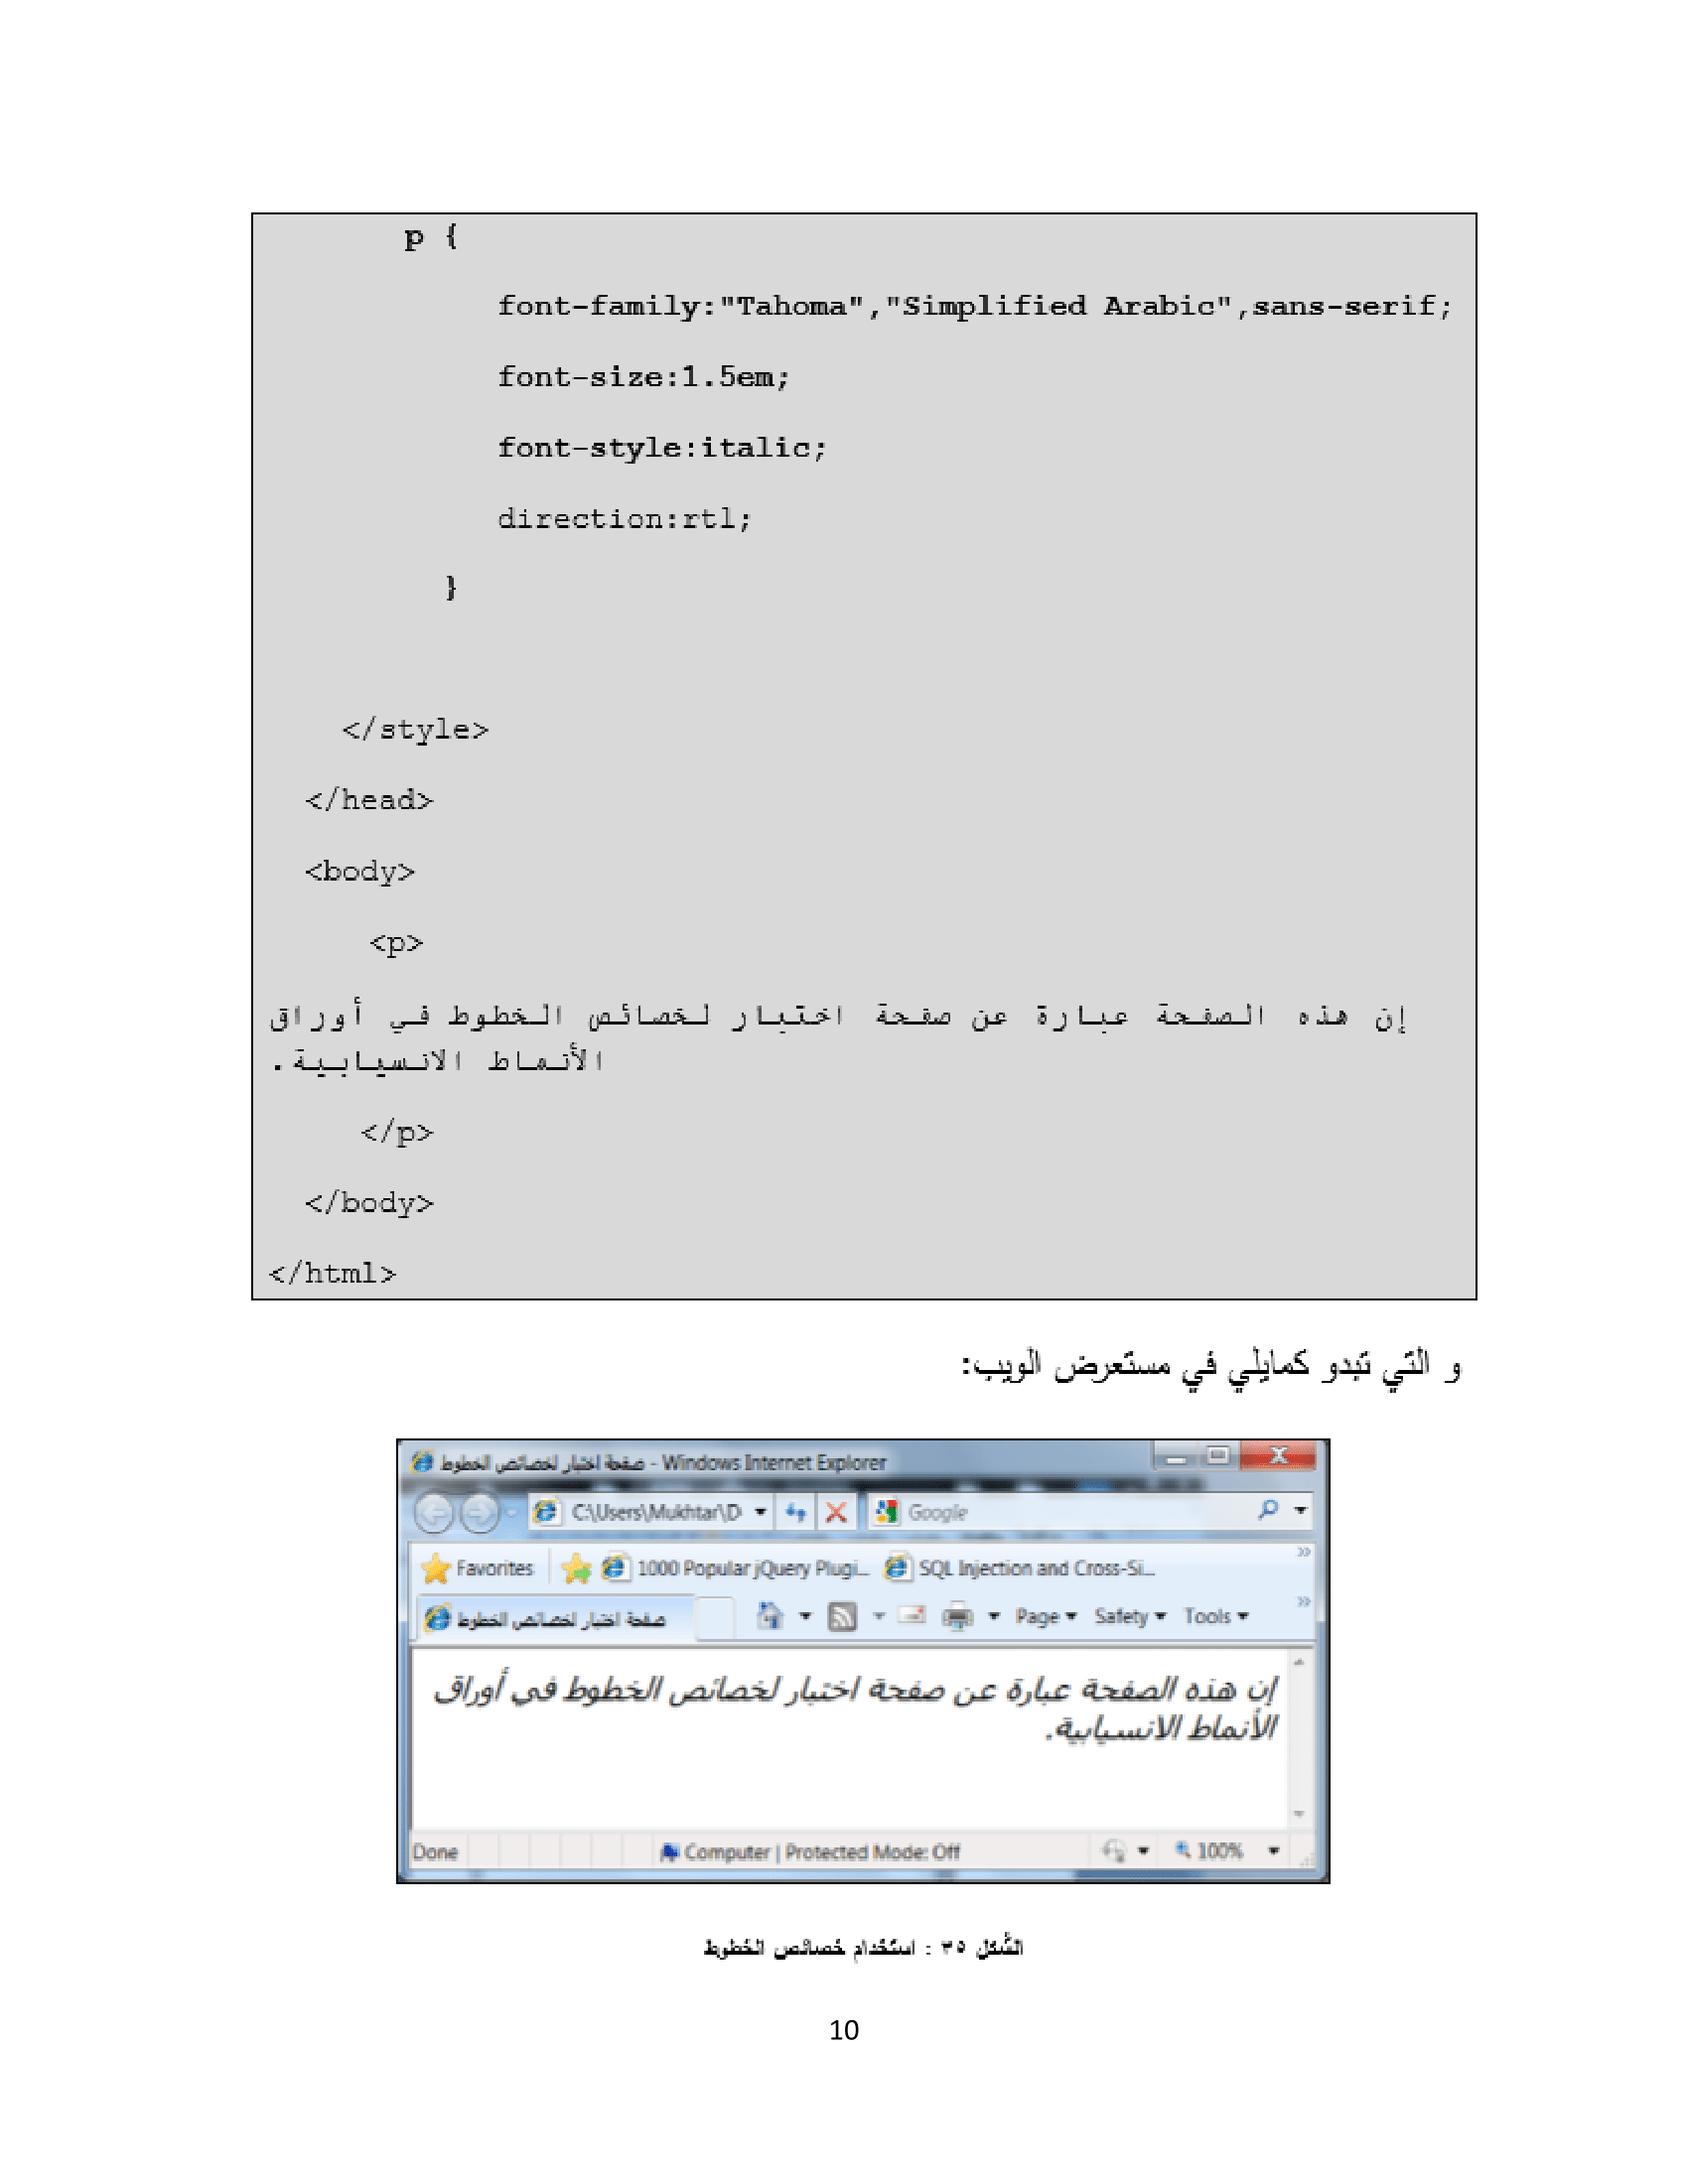 p {
font-family:"Tahoma","Simplified Arabic",sans-serif;
font-size:1.5em;
font-style:italic;
direction:rtl;
}
</style>
</head>
<body>
<p>
إن هذه الصفحة عبارة عن صفحة اختبار لخصائص الخطوط في أوراق
الأنماط الانسيابية.
</p>
</body>
</html>
و التي تبدو كمايلي في مستعرض الويب:
صفحة اختبار لخصائص الخطوط - Windows Internet Explorer
C:\Users\Mukhtar\D Google
Favorites 1000 Popular jQuery Plugi... SQL Injection and Cross-Si...
صفحة اختبار لخصائص الخطوط Page Safety Tools
إن هذه الصفحة عبارة عن صفحة اختبار لخصائص الخطوط في أوراق
الأنماط الانسيابية.
Done Computer | Protected Mode: Off 100%
الشكل ٣٥ : استخدام خصائص الخطوط
10